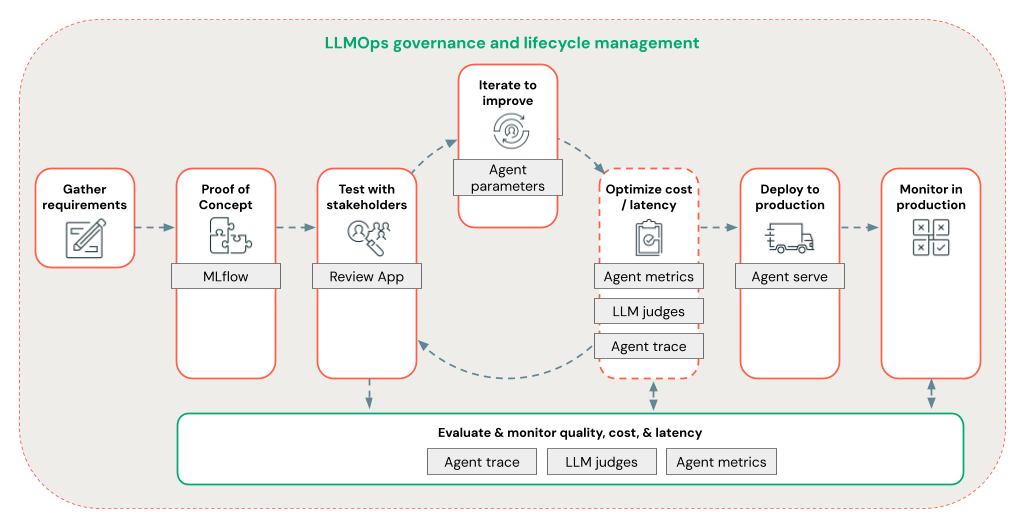 LLMOps governance and lifecycle management
Iterate to
improve
Agent
parameters
Gather
requirements
Proof of
Concept
MLflow
Test with
stakeholders
Review App
Optimize cost
/ latency
Agent metrics
LLM judges
Agent trace
Deploy to
production
Agent serve
Monitor in
production
Evaluate & monitor quality, cost, & latency
Agent trace
LLM judges
Agent metrics